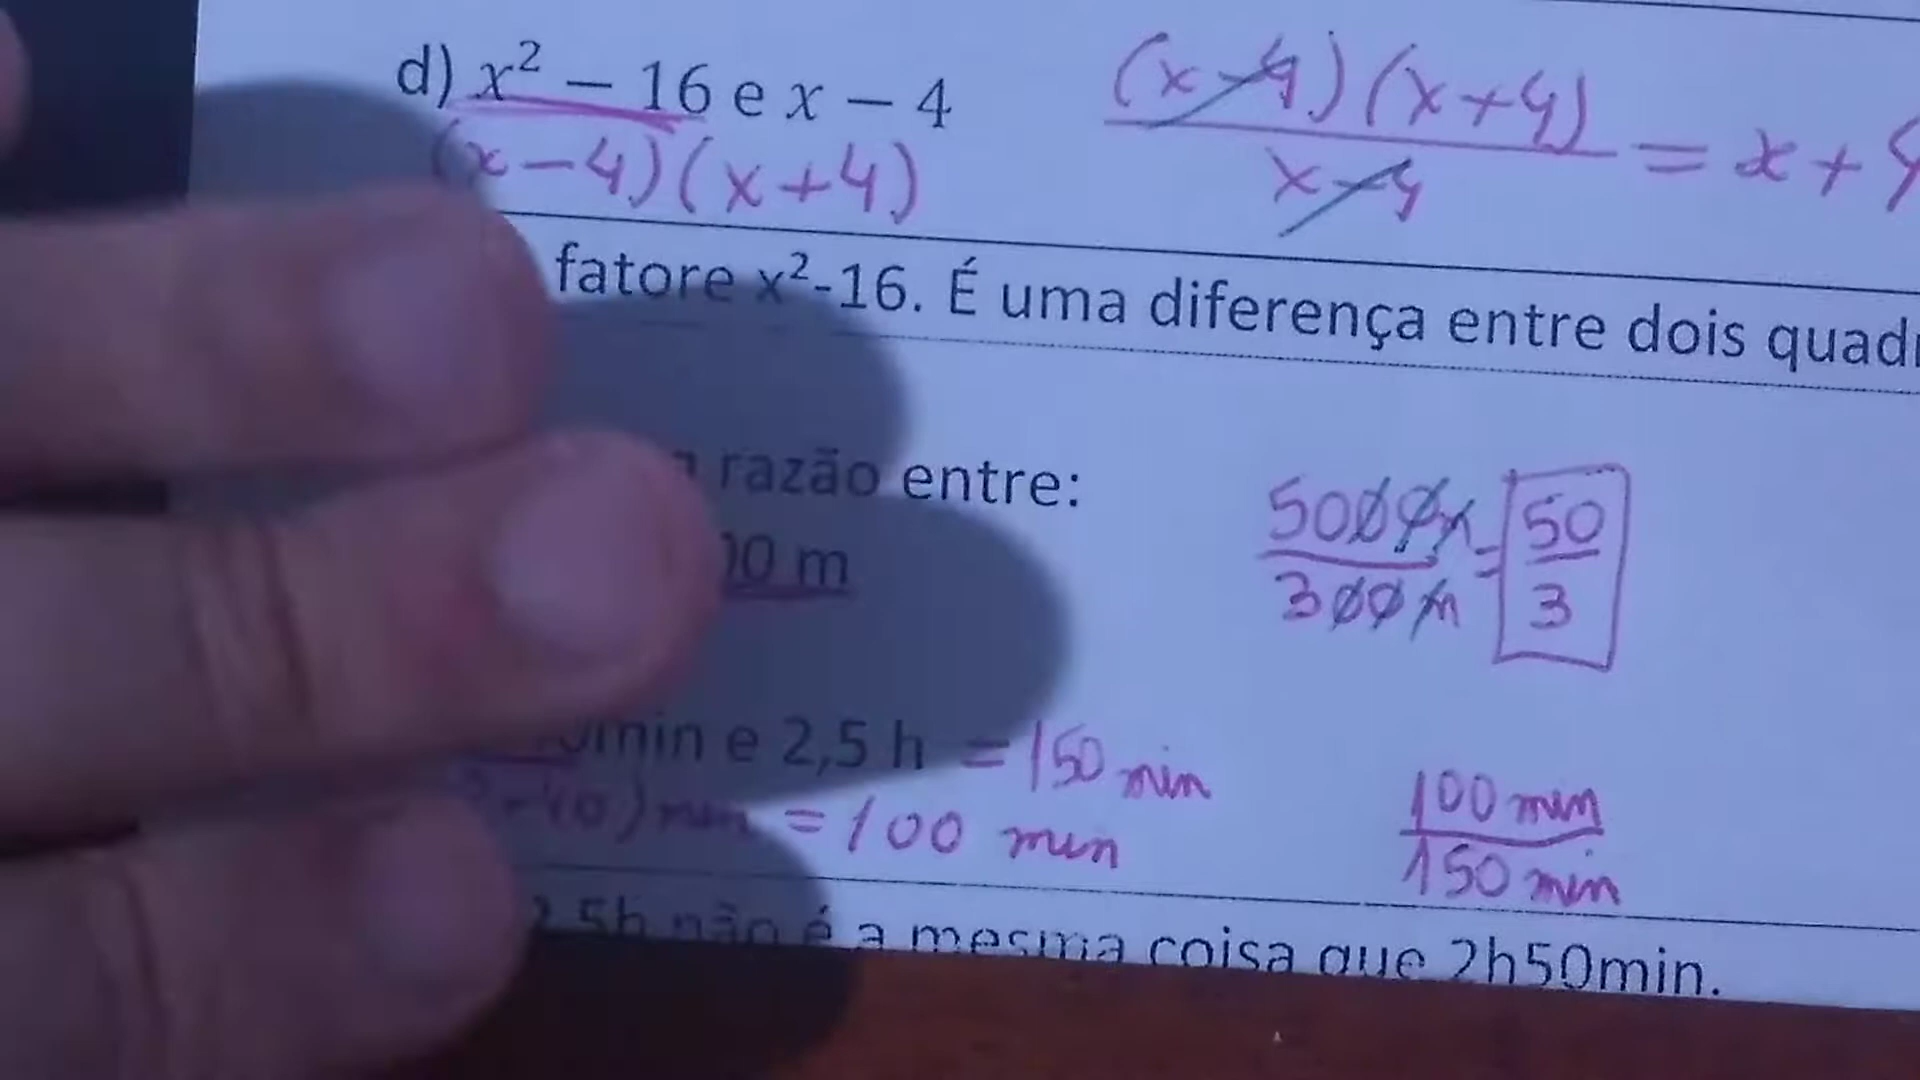 d) x² − 16 e x − 4
(x−4)(x+4)
(x−4)(x+4)
x−4
= x+4
fatore x²-16. É uma diferença entre dois
razão entre:
m
5000m
300m
=
50
3
min e 2,5 h = 150 min
= 100 min
100 min
150 min
2,5h não é a mesma coisa que 2h50min.